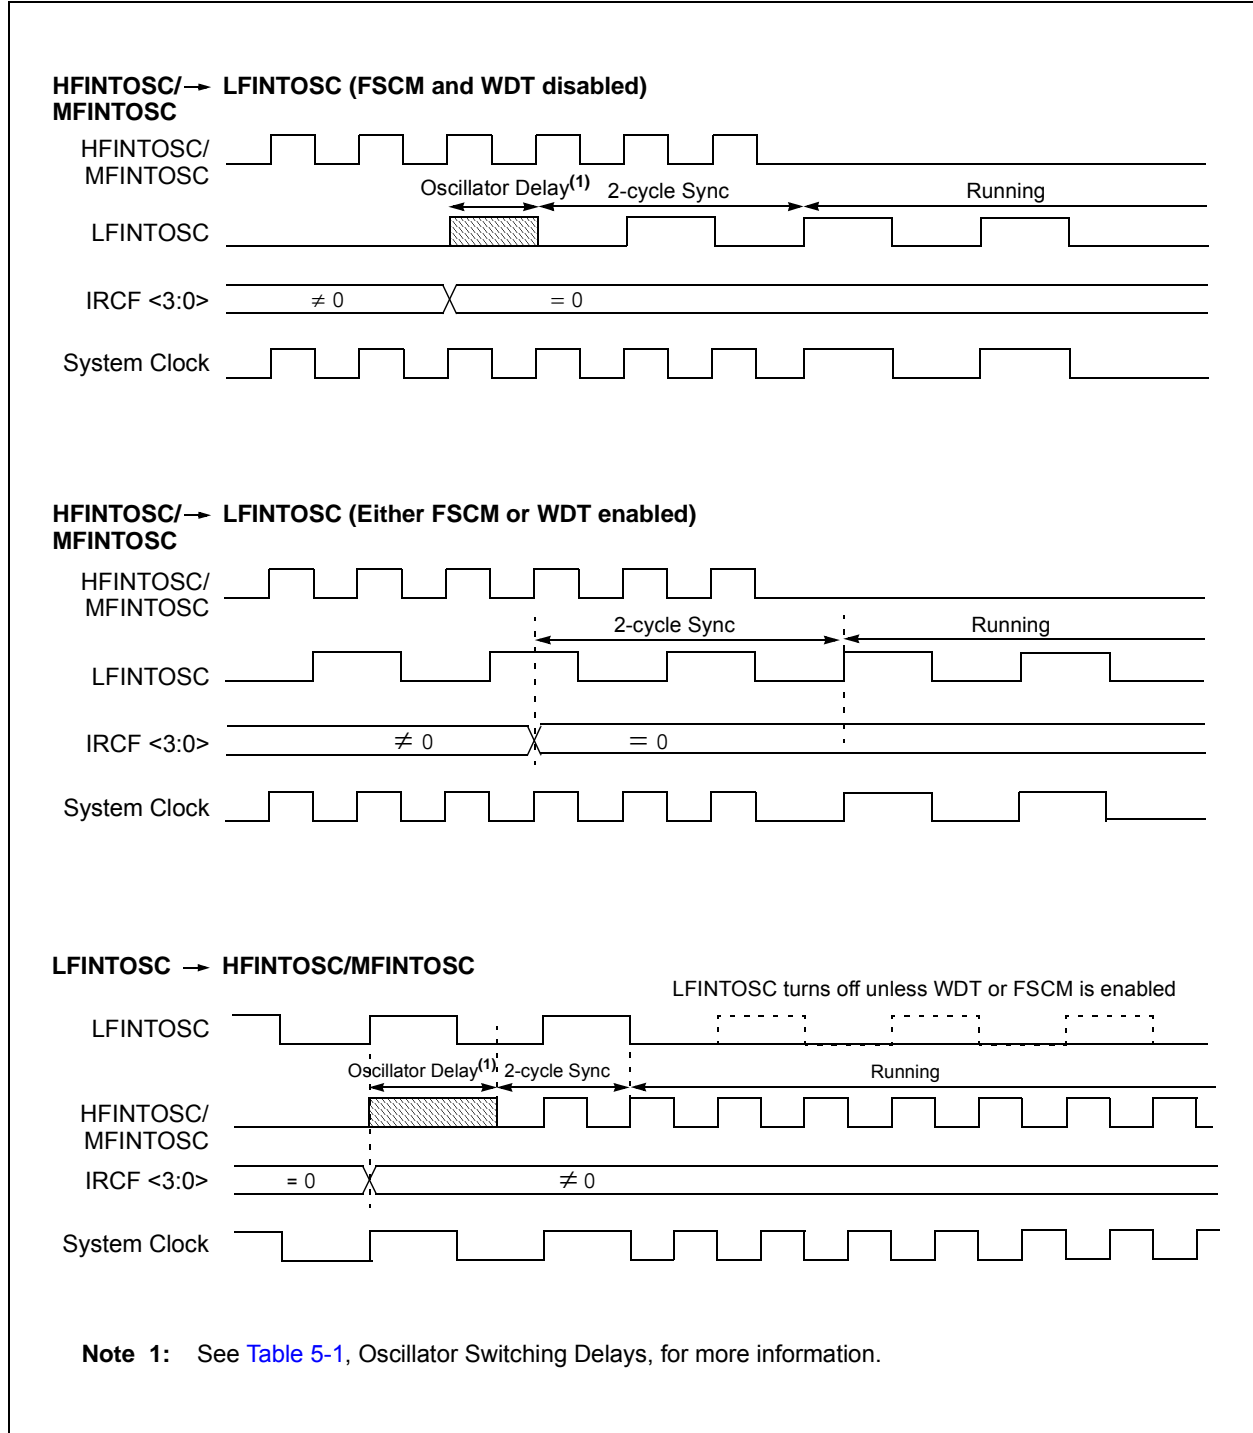 HFINTOSC/→ LFINTOSC (FSCM and WDT disabled)
MFINTOSC
HFINTOSC/
MFINTOSC
Oscillator Delay(1) 2-cycle Sync Running
LFINTOSC
IRCF <3:0> ≠ 0 = 0
System Clock
HFINTOSC/→ LFINTOSC (Either FSCM or WDT enabled)
MFINTOSC
HFINTOSC/
MFINTOSC
2-cycle Sync Running
LFINTOSC
IRCF <3:0> ≠ 0 = 0
System Clock
LFINTOSC → HFINTOSC/MFINTOSC
LFINTOSC turns off unless WDT or FSCM is enabled
LFINTOSC
Oscillator Delay(1) 2-cycle Sync Running
HFINTOSC/
MFINTOSC
IRCF <3:0> = 0 ≠ 0
System Clock
Note 1: See Table 5-1, Oscillator Switching Delays, for more information.